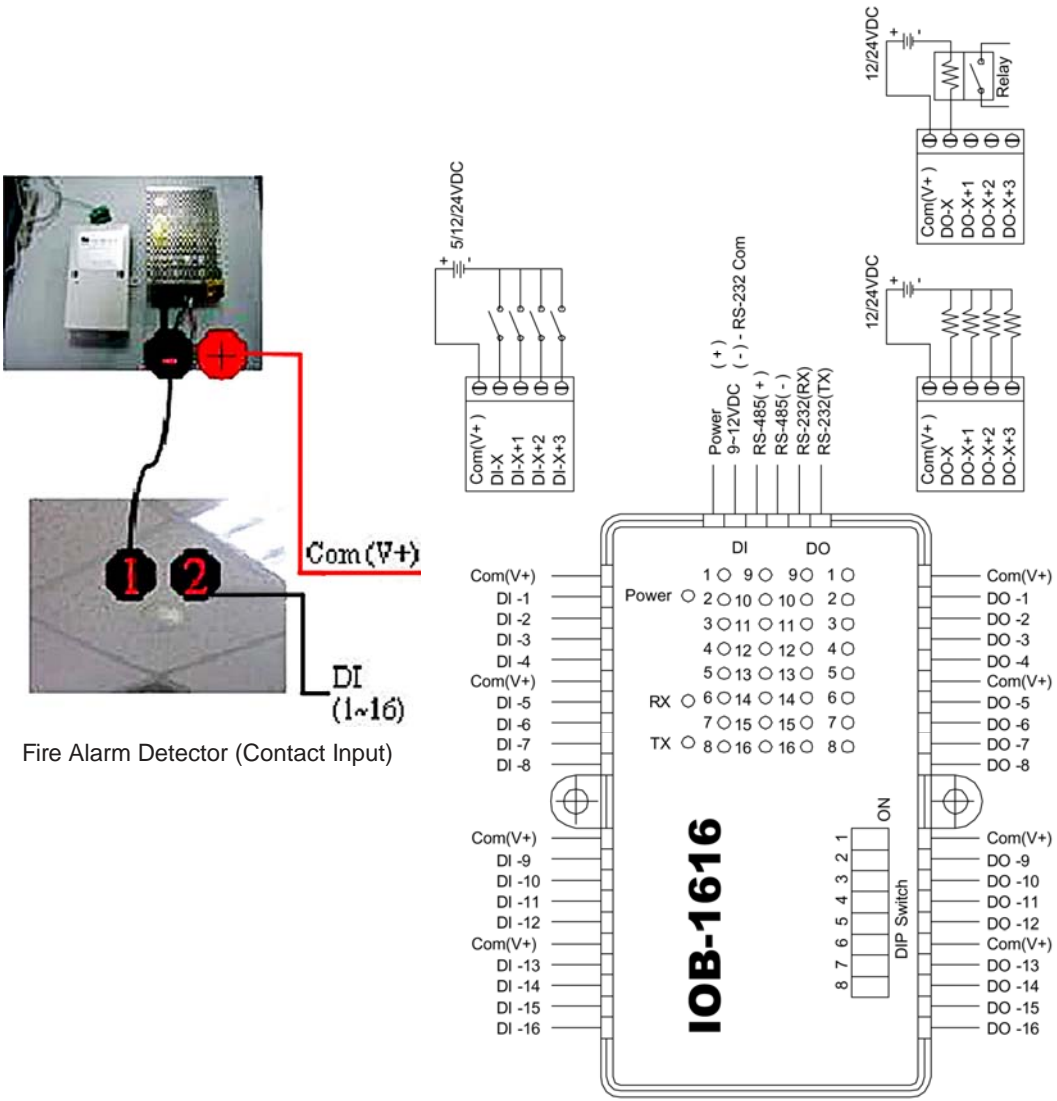 12/24VDC
+ -
Relay
Com(V+)
DO-X
DO-X+1
DO-X+2
DO-X+3
5/12/24VDC
+ -
Com(V+)
DI-X
DI-X+1
DI-X+2
DI-X+3
12/24VDC
+ -
Com(V+)
DO-X
DO-X+1
DO-X+2
DO-X+3
- +
1 2
Com (V+)
DI
(1~16)
Fire Alarm Detector (Contact Input)
Power (+)
9~12VDC (-) - RS-232 Com
RS-485(+)
RS-485(-)
RS-232(RX)
RS-232(TX)
Com(V+)
DI -1
DI -2
DI -3
DI -4
Com(V+)
DI -5
DI -6
DI -7
DI -8
Com(V+)
DI -9
DI -10
DI -11
DI -12
Com(V+)
DI -13
DI -14
DI -15
DI -16
DI DO
1 9 9 1
Power 2 10 10 2
3 11 11 3
4 12 12 4
5 13 13 5
RX 6 14 14 6
7 15 15 7
TX 8 16 16 8
IOB-1616
ON
1 2 3 4 5 6 7 8
DIP Switch
Com(V+)
DO -1
DO -2
DO -3
DO -4
Com(V+)
DO -5
DO -6
DO -7
DO -8
Com(V+)
DO -9
DO -10
DO -11
DO -12
Com(V+)
DO -13
DO -14
DO -15
DO -16